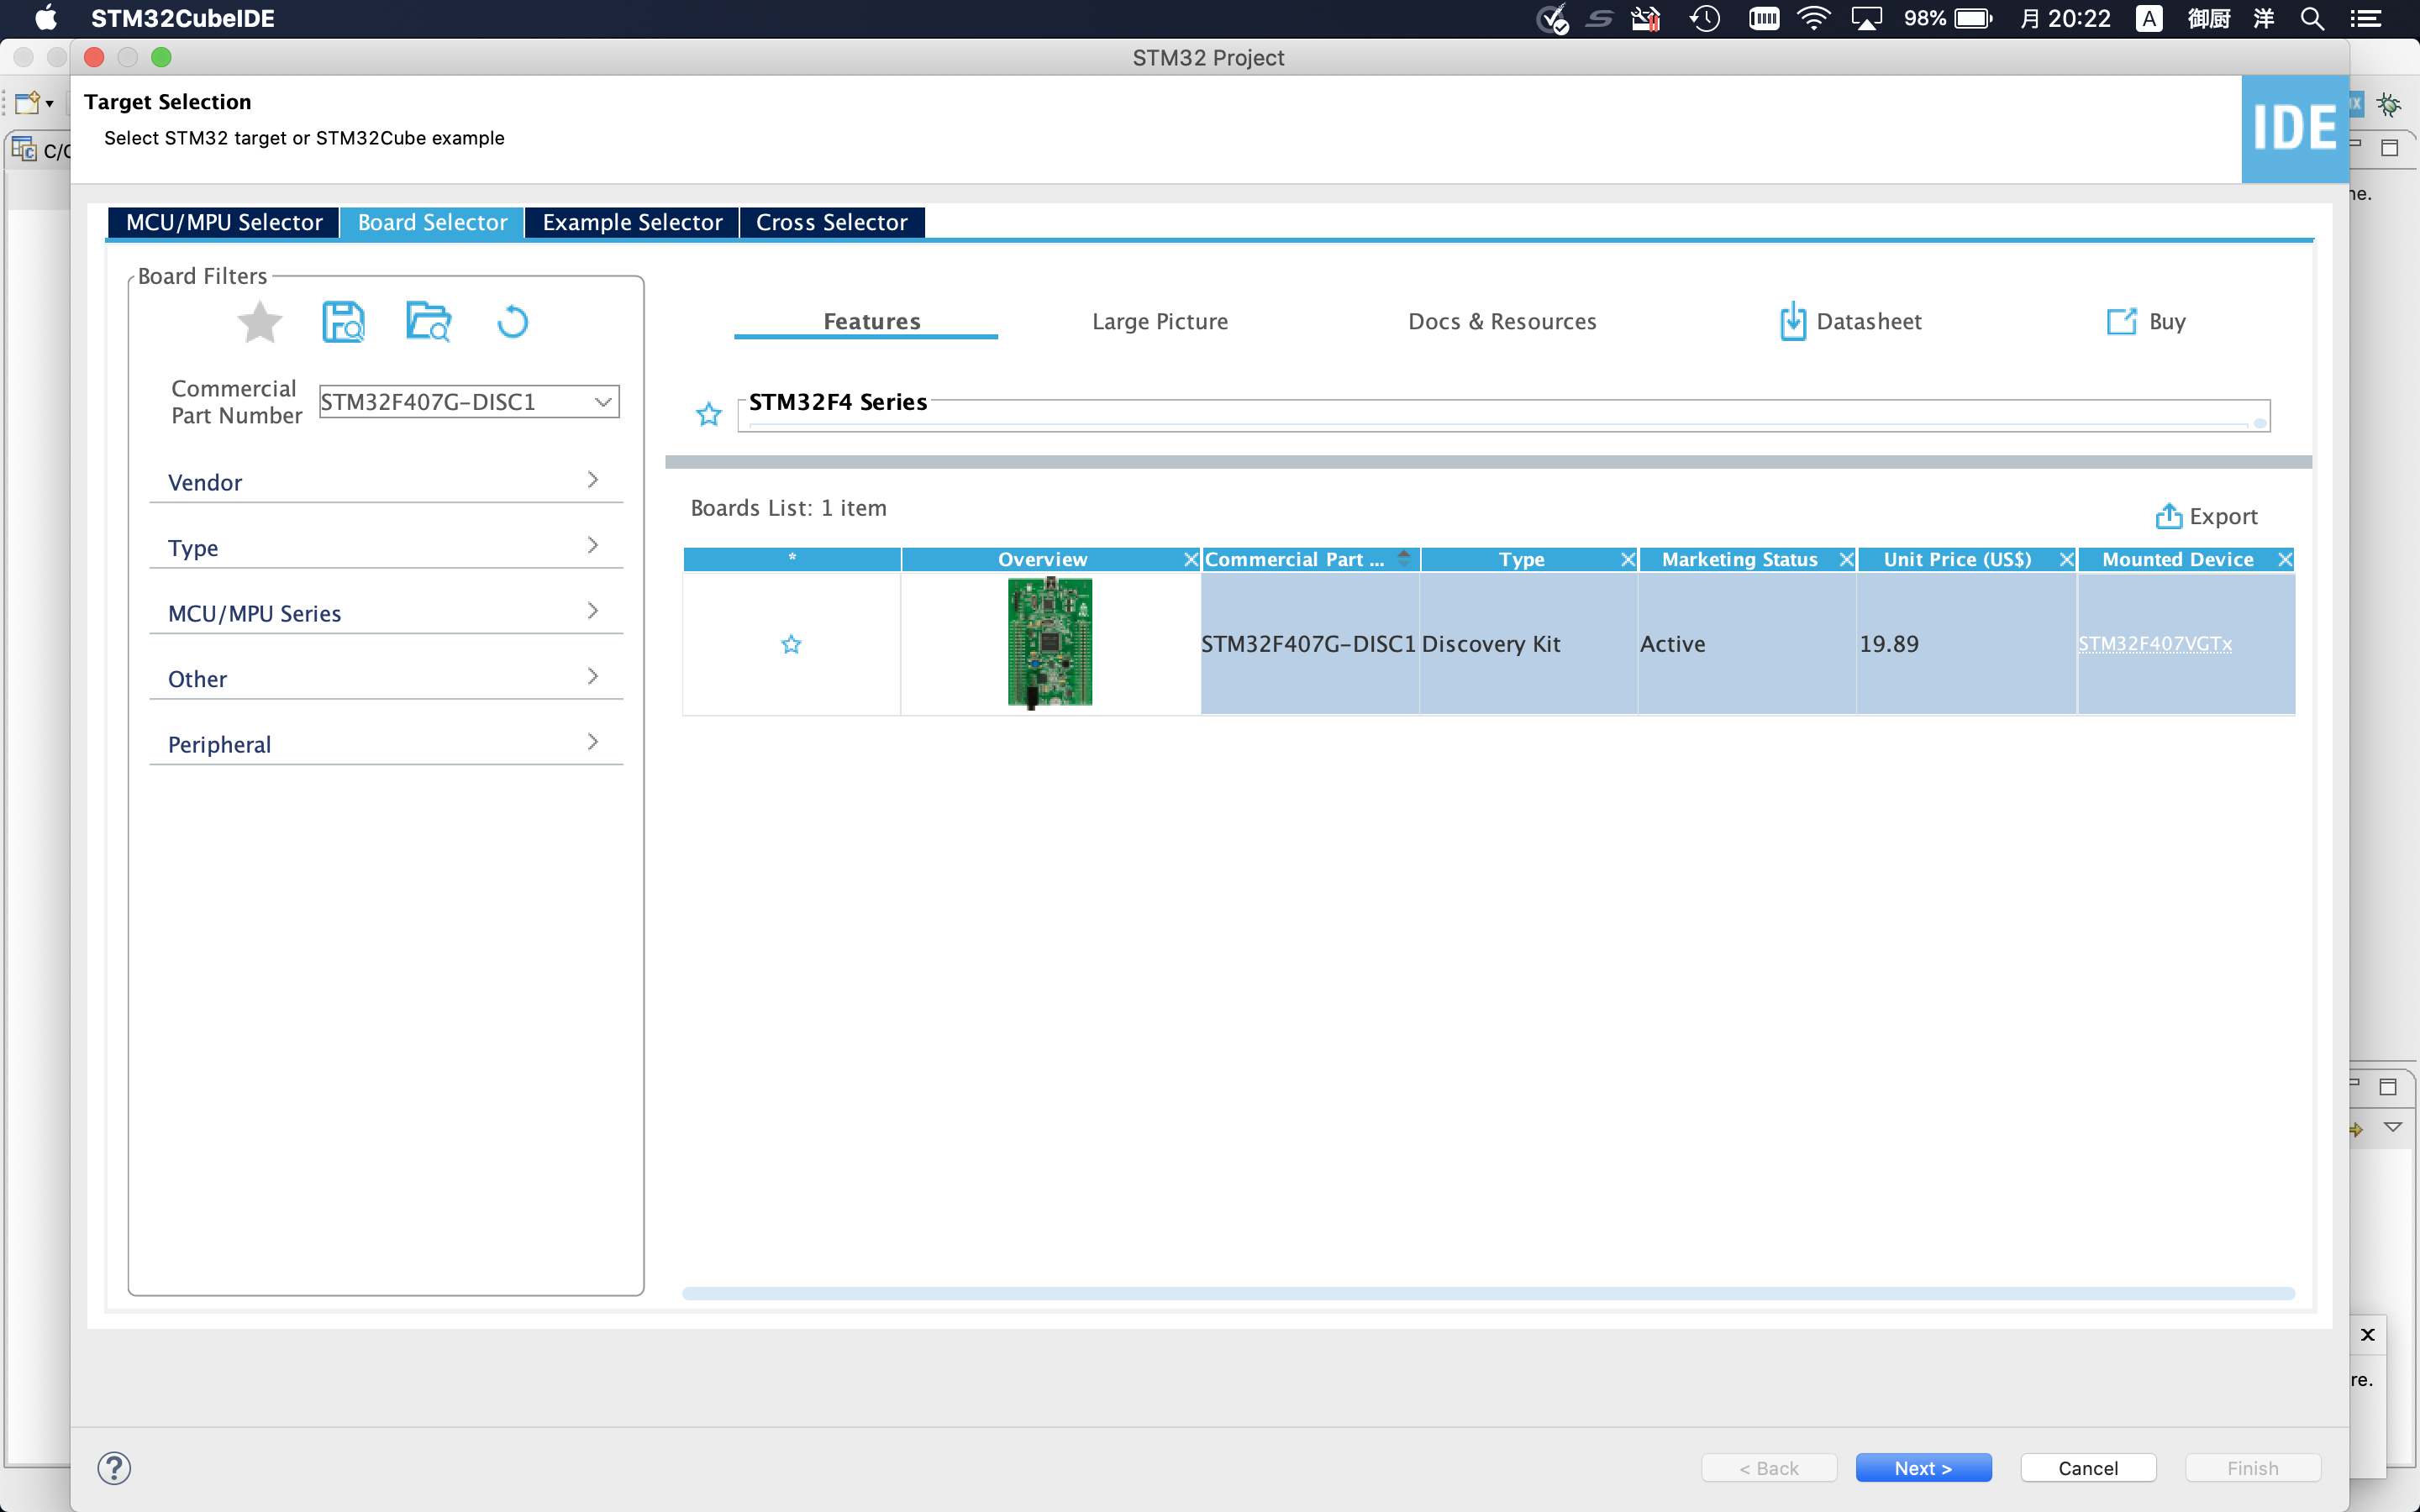 STM32CubeIDE
98%
月 20:22
A
御厨 洋
STM32 Project
Target Selection
Select STM32 target or STM32Cube example
IDE
MCU/MPU Selector
Board Selector
Example Selector
Cross Selector
Board Filters
Commercial
Part Number
STM32F407G-DISC1
Vendor
Type
MCU/MPU Series
Other
Peripheral
Features
Large Picture
Docs & Resources
Datasheet
Buy
STM32F4 Series
Boards List: 1 item
Export
*
Overview
Commercial Part ...
Type
Marketing Status
Unit Price (US$)
Mounted Device
STM32F407G-DISC1
Discovery Kit
Active
19.89
STM32F407VGTx
< Back
Next >
Cancel
Finish